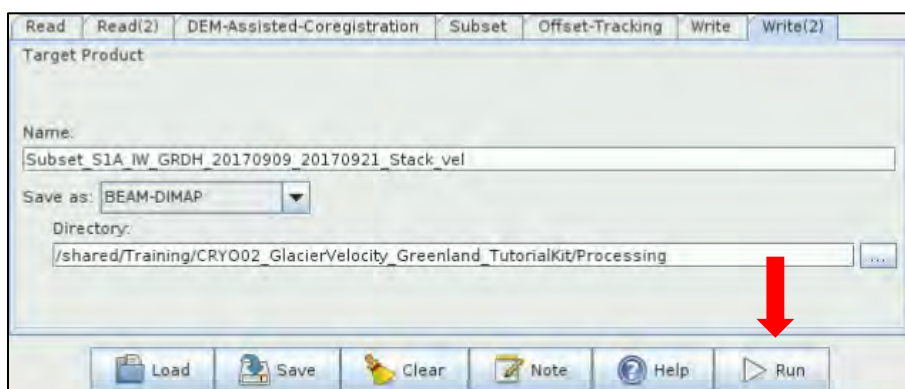 Read Read(2) DEM-Assisted-Coregistration Subset Offset-Tracking Write Write(2)
Target Product
Name:
Subset_S1A_IW_GRDH_20170909_20170921_Stack_vel
Save as: BEAM-DIMAP
Directory:
/shared/Training/CRYO02_GlacierVelocity_Greenland_TutorialKit/Processing ...
Load Save Clear Note Help Run